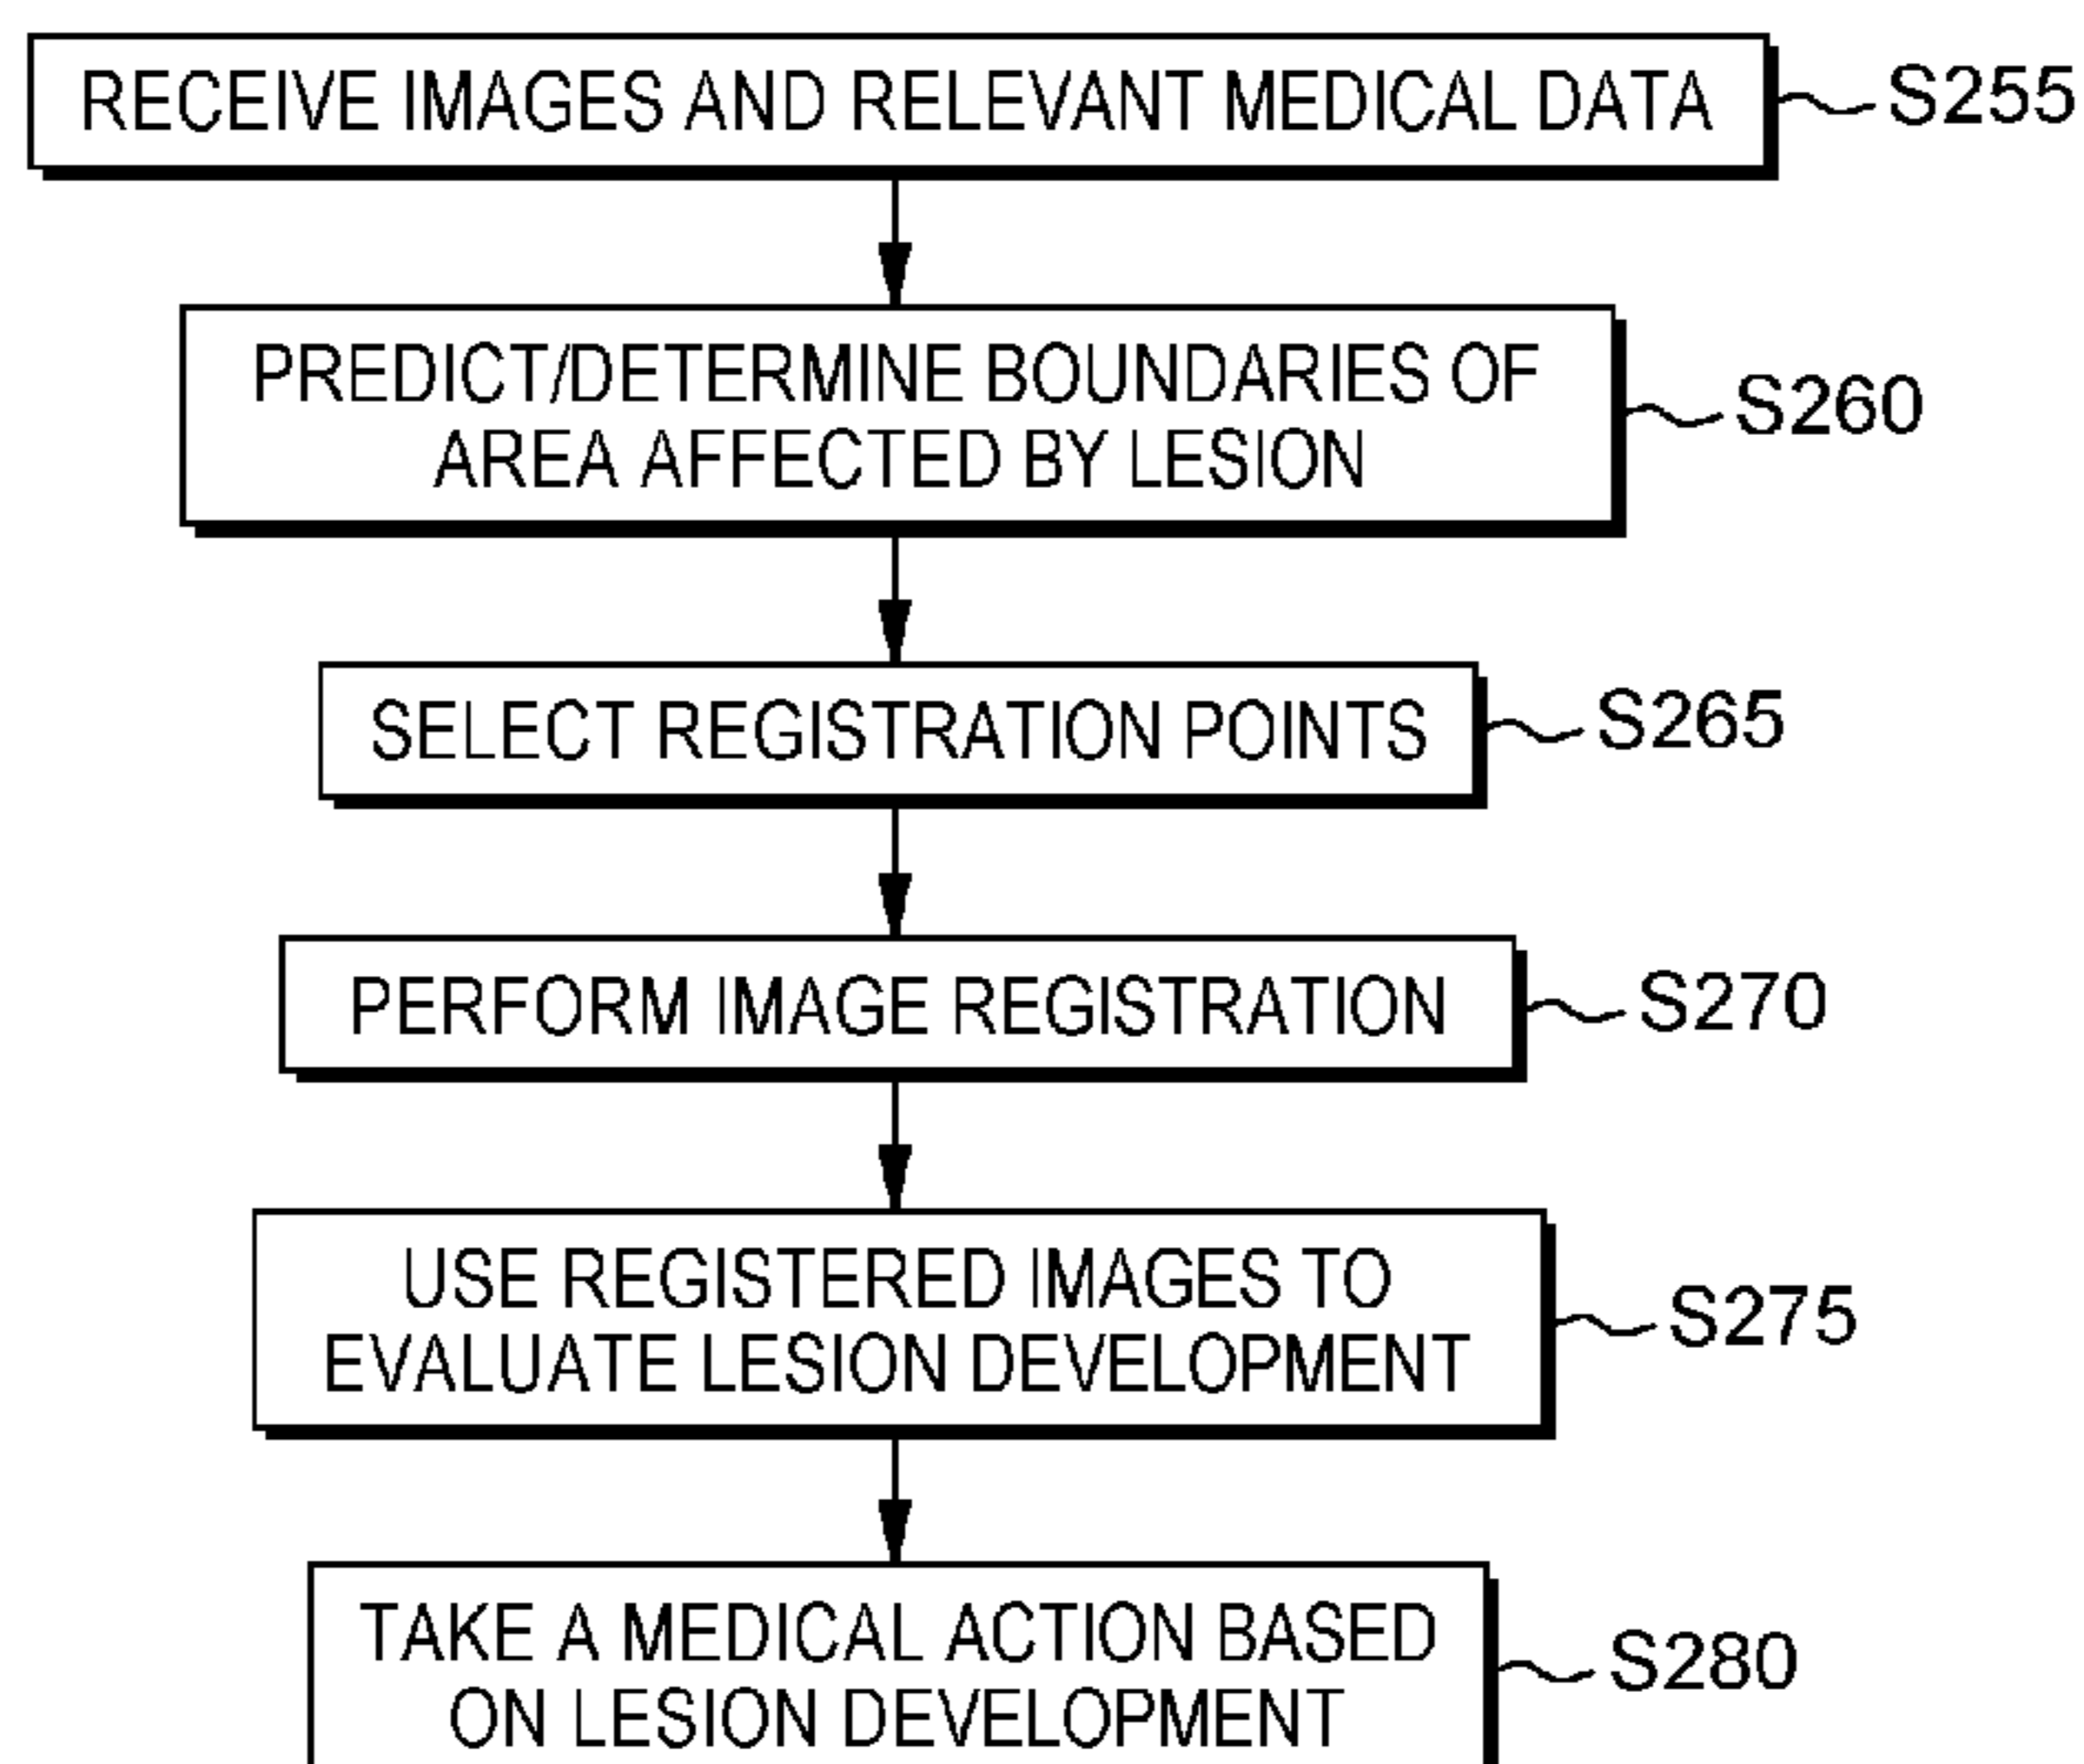 RECEIVE IMAGES AND RELEVANT MEDICAL DATA
S255
PREDICT/DETERMINE BOUNDARIES OF
AREA AFFECTED BY LESION
S260
SELECT REGISTRATION POINTS
S265
PERFORM IMAGE REGISTRATION
S270
USE REGISTERED IMAGES TO
EVALUATE LESION DEVELOPMENT
S275
TAKE A MEDICAL ACTION BASED
ON LESION DEVELOPMENT
S280